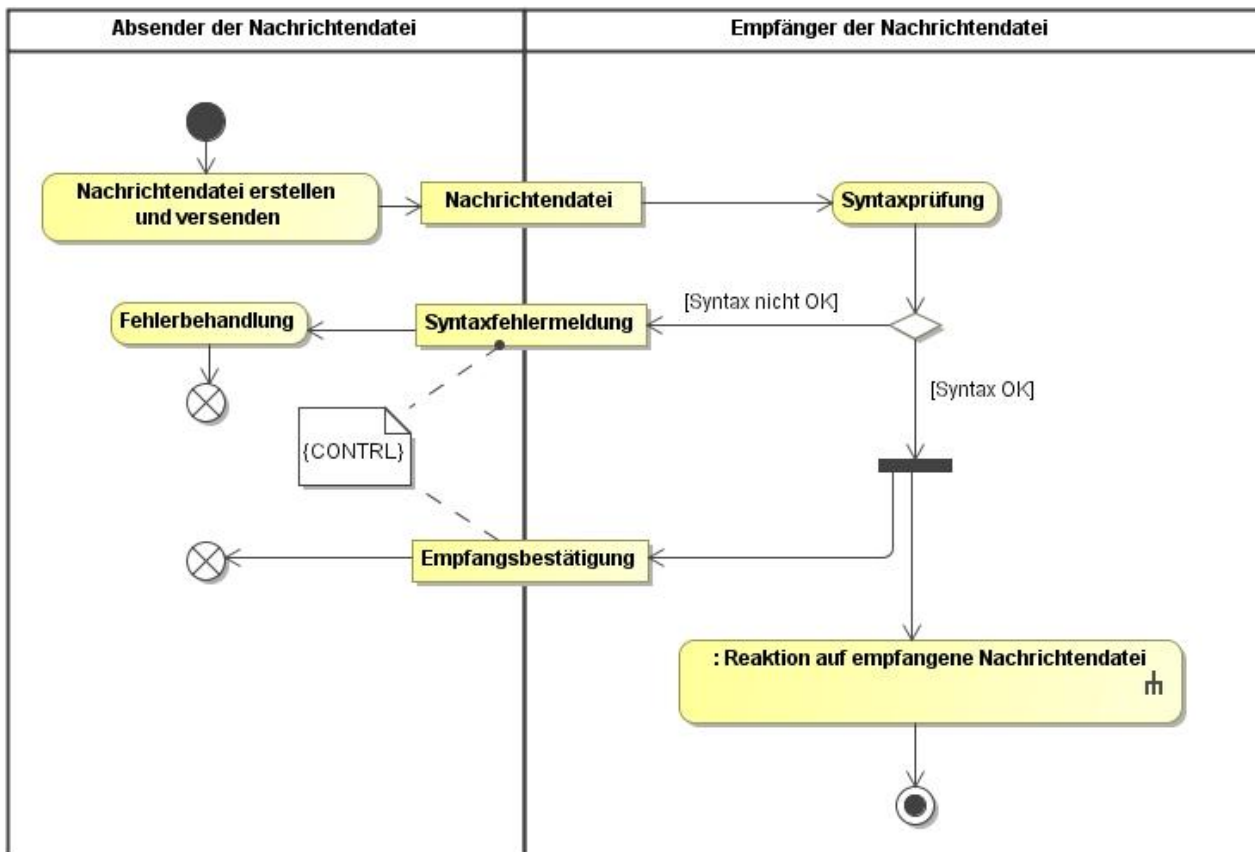 Absender der Nachrichtendatei
Empfänger der Nachrichtendatei
Nachrichtendatei erstellen
und versenden
Nachrichtendatei
Syntaxprüfung
[Syntax nicht OK]
Syntaxfehlermeldung
Fehlerbehandlung
[Syntax OK]
{CONTRL}
Empfangsbestätigung
: Reaktion auf empfangene Nachrichtendatei